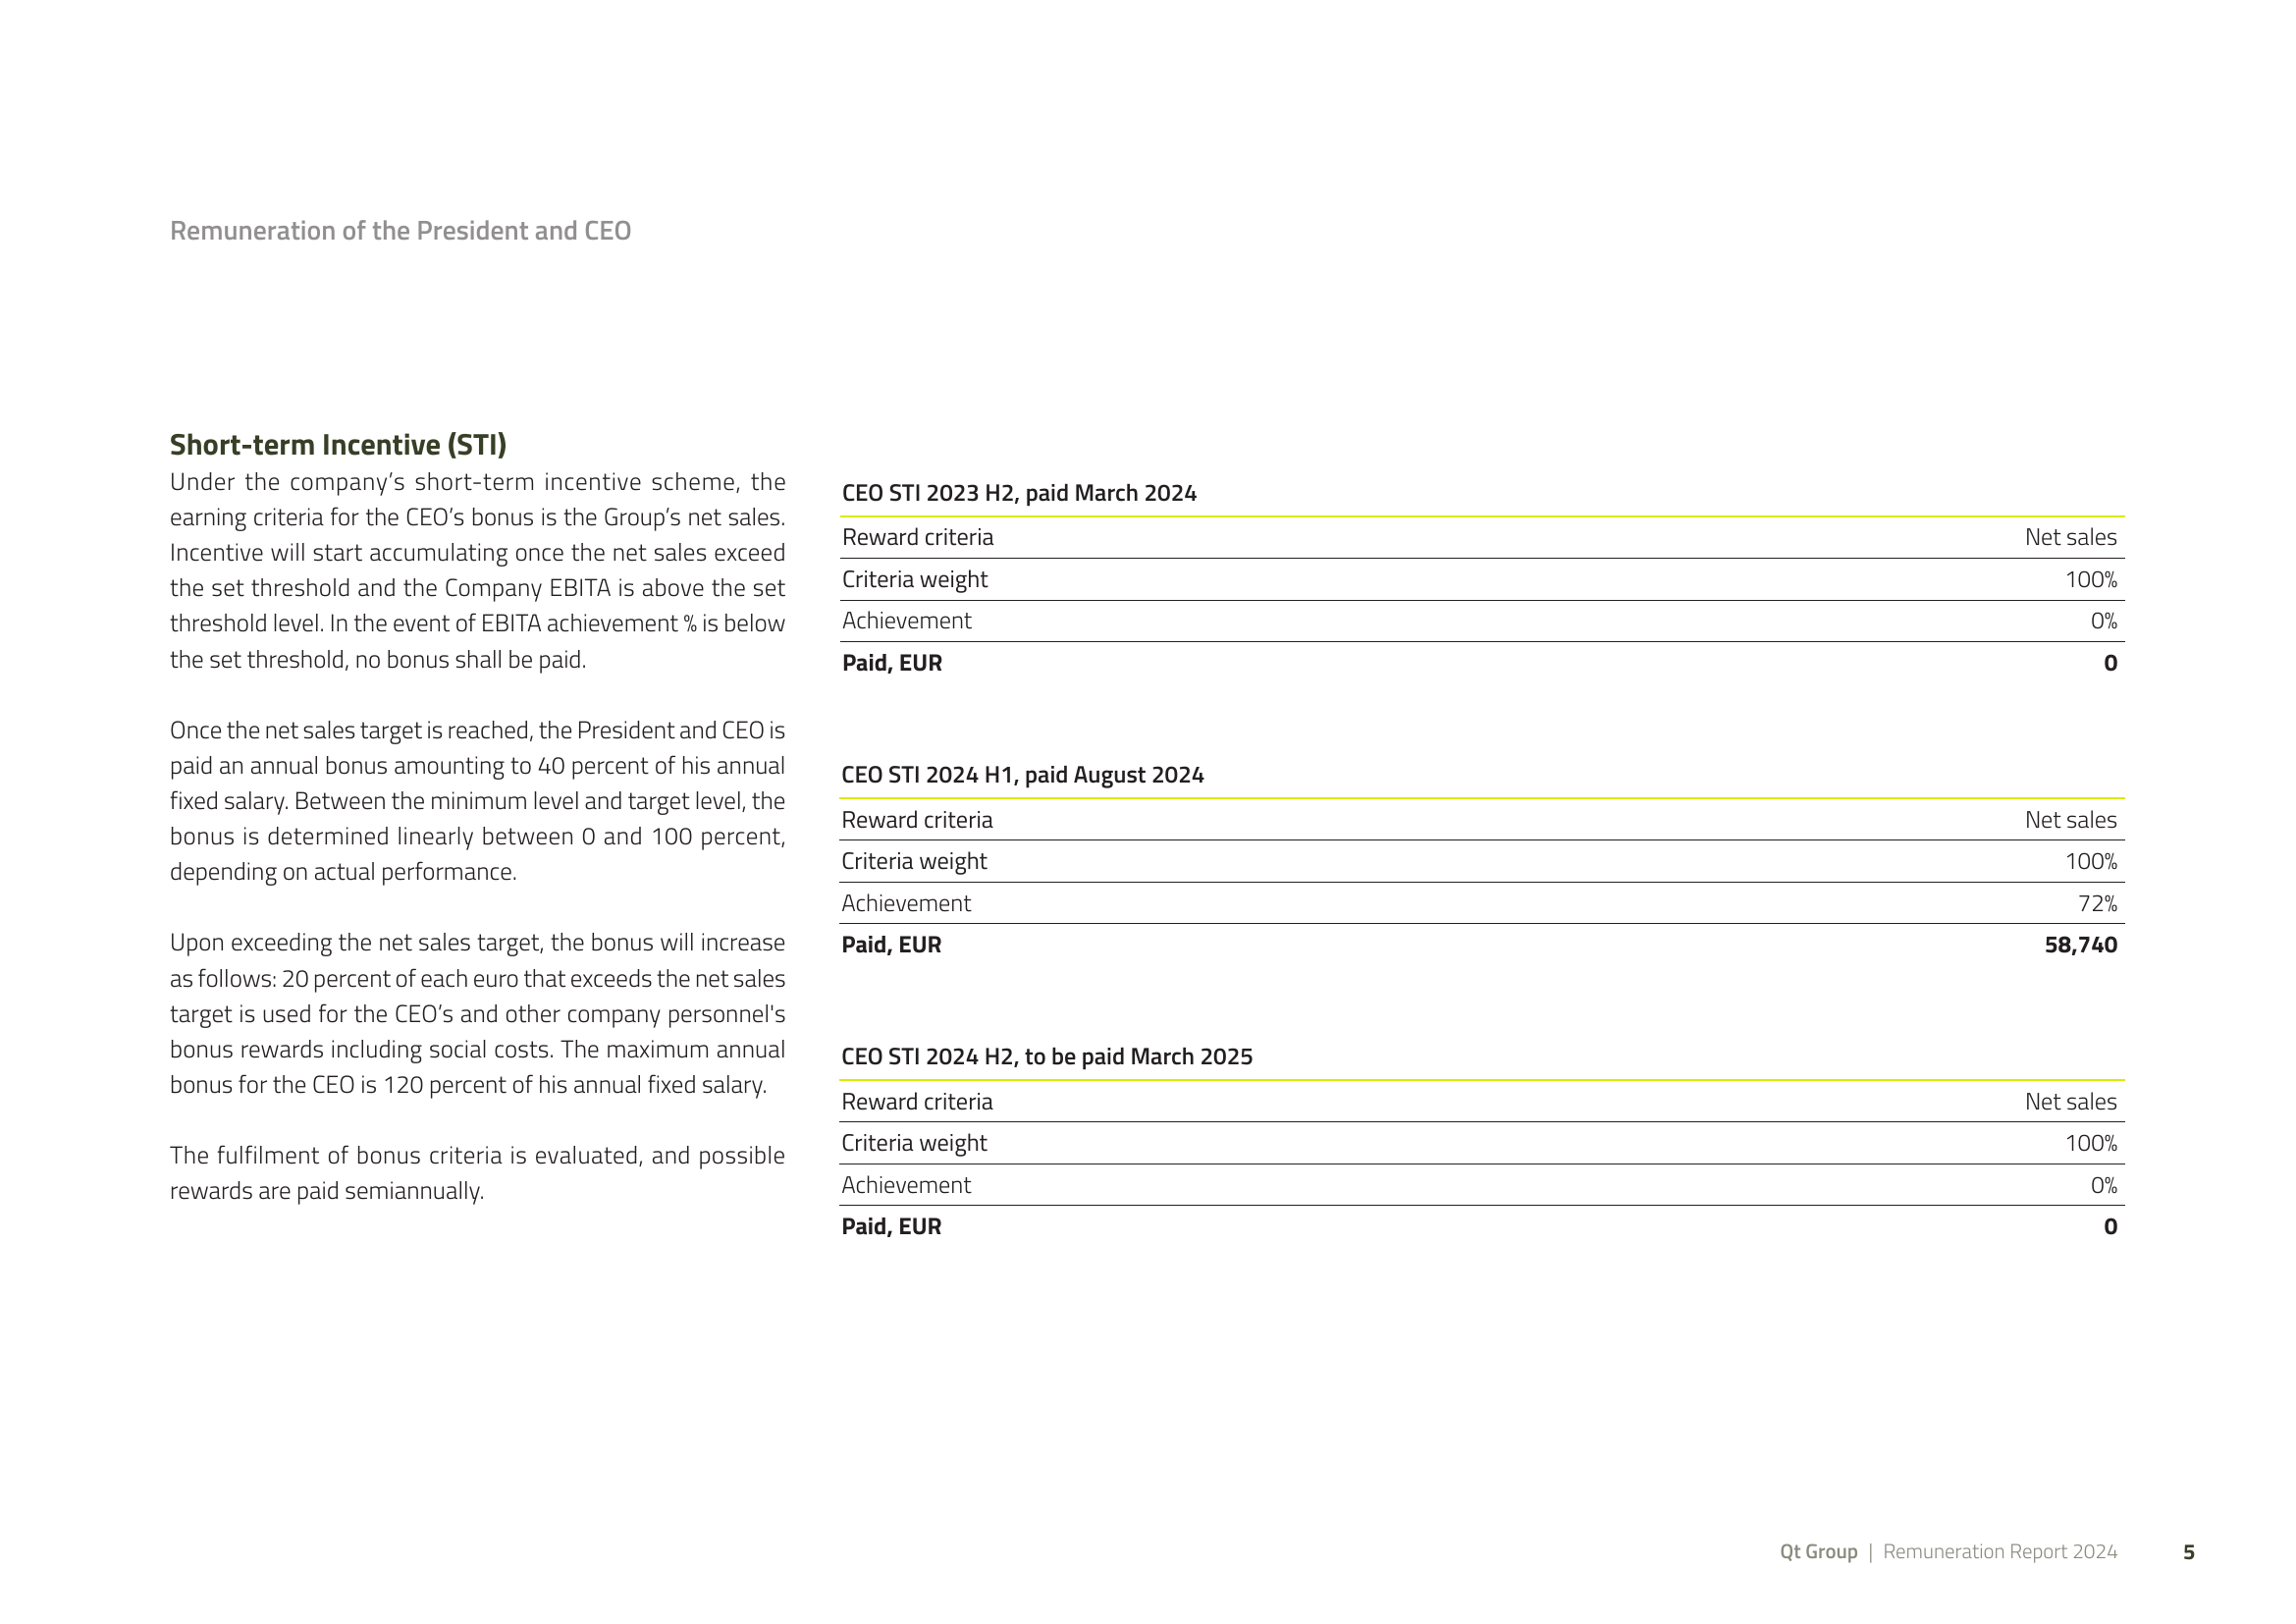 Remuneration of the President and CEO
Short-term Incentive (STI)
Under the company’s short-term incentive scheme, the
earning criteria for the CEO’s bonus is the Group’s net sales.
Incentive will start accumulating once the net sales exceed
the set threshold and the Company EBITA is above the set
threshold level. In the event of EBITA achievement % is below
the set threshold, no bonus shall be paid.
Once the net sales target is reached, the President and CEO is
paid an annual bonus amounting to 40 percent of his annual
fixed salary. Between the minimum level and target level, the
bonus is determined linearly between 0 and 100 percent,
depending on actual performance.
Upon exceeding the net sales target, the bonus will increase
as follows: 20 percent of each euro that exceeds the net sales
target is used for the CEO’s and other company personnel's
bonus rewards including social costs. The maximum annual
bonus for the CEO is 120 percent of his annual fixed salary.
The fulfilment of bonus criteria is evaluated, and possible
rewards are paid semiannually.
CEO STI 2023 H2, paid March 2024
Reward criteria Net sales
Criteria weight 100%
Achievement 0%
Paid, EUR 0
CEO STI 2024 H1, paid August 2024
Reward criteria Net sales
Criteria weight 100%
Achievement 72%
Paid, EUR 58,740
CEO STI 2024 H2, to be paid March 2025
Reward criteria Net sales
Criteria weight 100%
Achievement 0%
Paid, EUR 0
Qt Group | Remuneration Report 2024 5